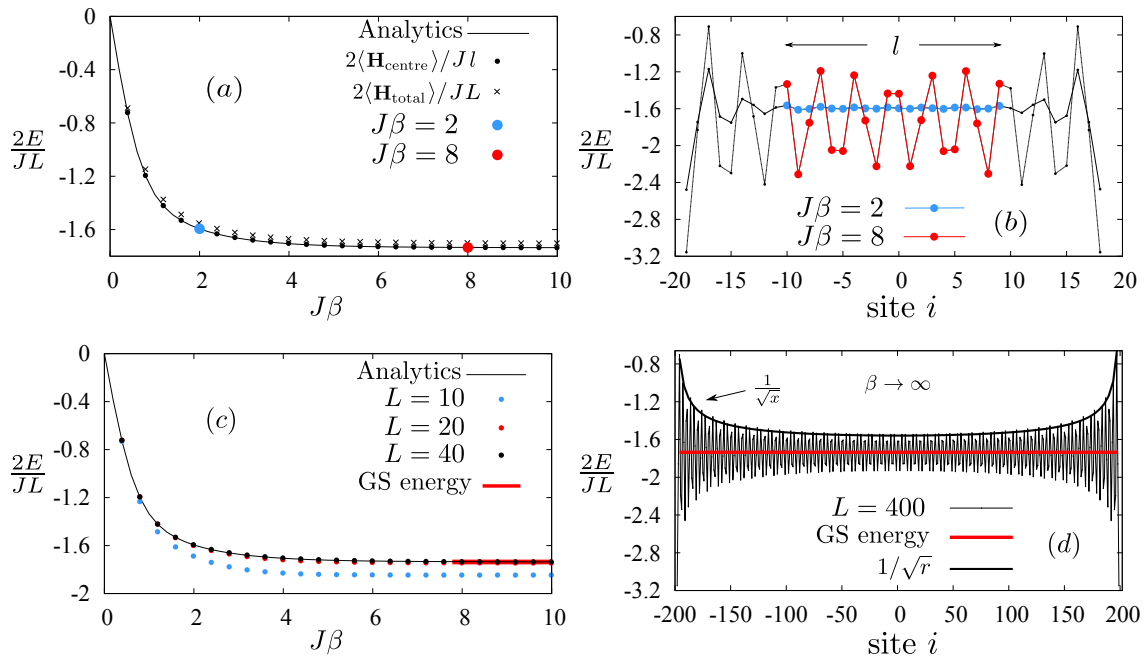 0
-0.4
-0.8
-1.2
-1.6
2E/JL
Analytics
2⟨H_centre⟩/Jl
2⟨H_total⟩/JL
Jβ = 2
Jβ = 8
(a)
0 2 4 6 8 10
Jβ
-0.8
-1.2
-1.6
-2
-2.4
-2.8
-3.2
2E/JL
l
Jβ = 2
Jβ = 8
(b)
-20 -15 -10 -5 0 5 10 15 20
site i
0
-0.4
-0.8
-1.2
-1.6
-2
2E/JL
Analytics
L = 10
L = 20
L = 40
GS energy
(c)
0 2 4 6 8 10
Jβ
-0.8
-1.2
-1.6
-2
-2.4
-2.8
-3.2
2E/JL
1/√x
β → ∞
L = 400
GS energy
1/√r
(d)
-200 -150 -100 -50 0 50 100 150 200
site i